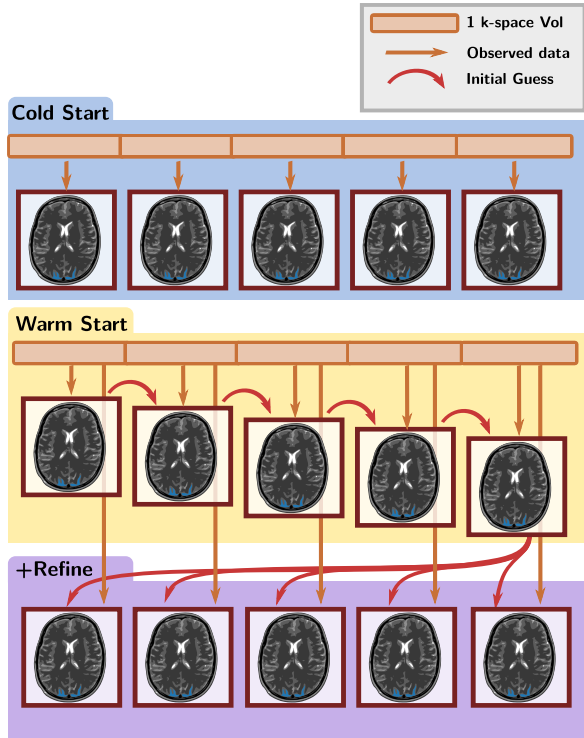 1 k-space Vol
Observed data
Initial Guess
Cold Start
Warm Start
+Refine